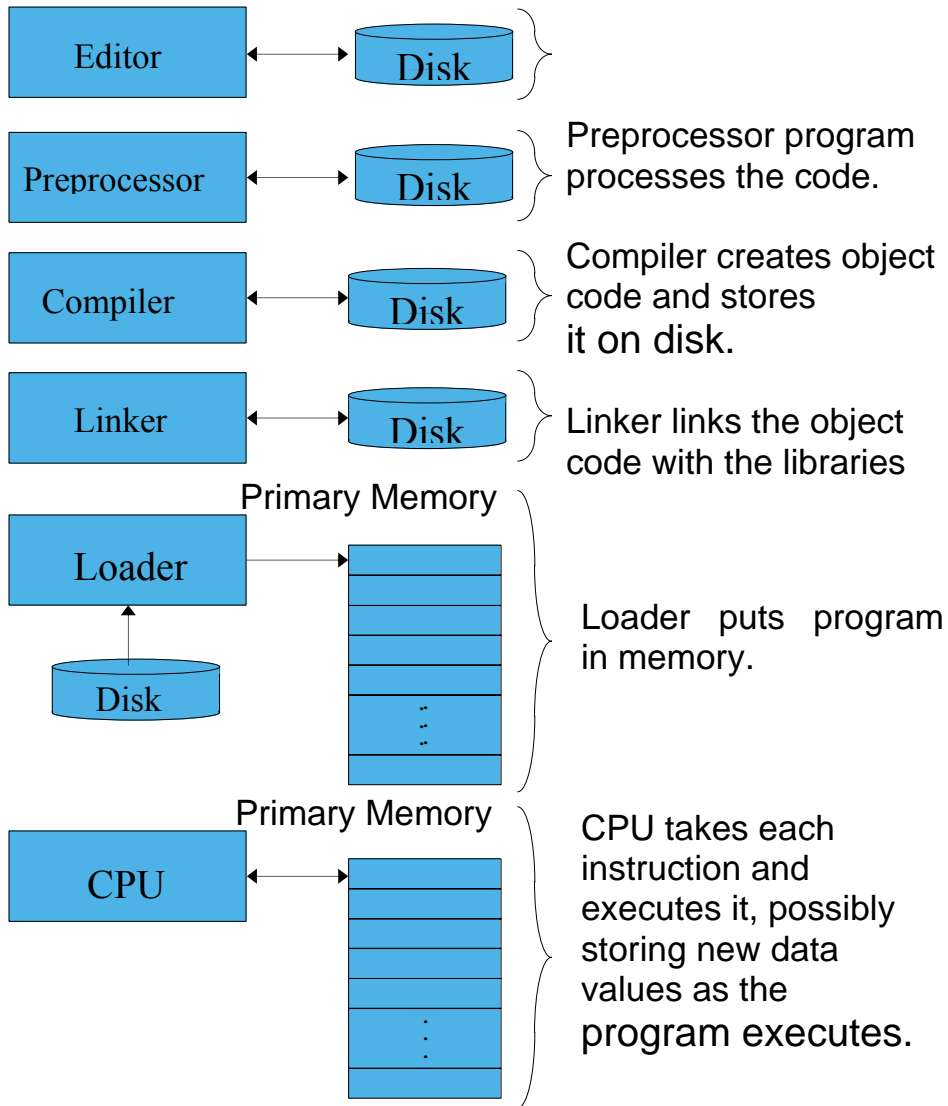 Editor
Disk
Preprocessor
Disk
Preprocessor program
processes the code.
Compiler
Disk
Compiler creates object
code and stores
it on disk.
Linker
Disk
Linker links the object
code with the libraries
Primary Memory
Loader
Disk
Loader puts program
in memory.
Primary Memory
CPU
CPU takes each
instruction and
executes it, possibly
storing new data
values as the
program executes.